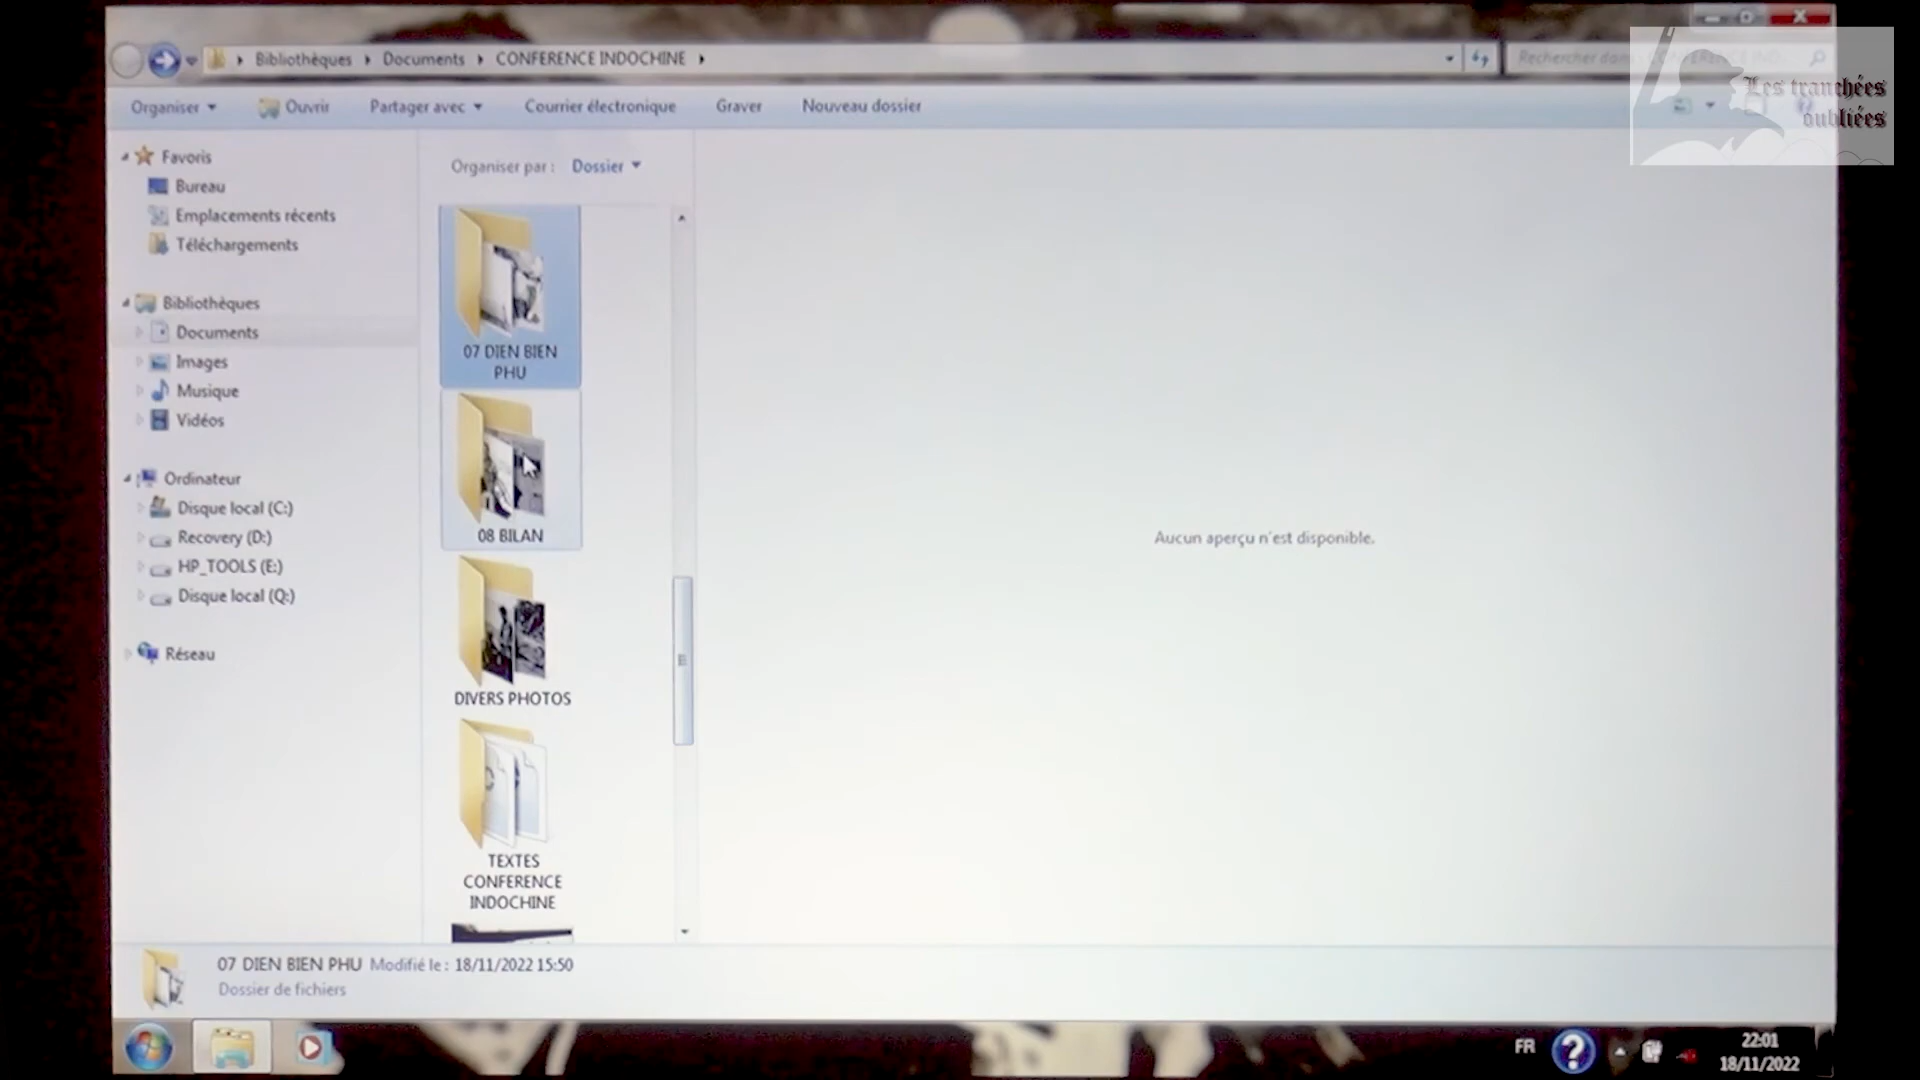 Bibliothèques Documents CONFERENCE INDOCHINE
Rechercher dans CONFERENCE
Les tranchées
oubliées
Organiser Ouvrir Partager avec Courrier électronique Graver Nouveau dossier
Favoris
Bureau
Emplacements récents
Téléchargements
Bibliothèques
Documents
Images
Musique
Vidéos
Ordinateur
Disque local (C:)
Recovery (D:)
HP_TOOLS (E:)
Disque local (Q:)
Réseau
Organiser par : Dossier
07 DIEN BIEN
PHU
08 BILAN
DIVERS PHOTOS
TEXTES
CONFERENCE
INDOCHINE
Aucun aperçu n'est disponible.
07 DIEN BIEN PHU Modifié le : 18/11/2022 15:50
Dossier de fichiers
FR
22:01
18/11/2022